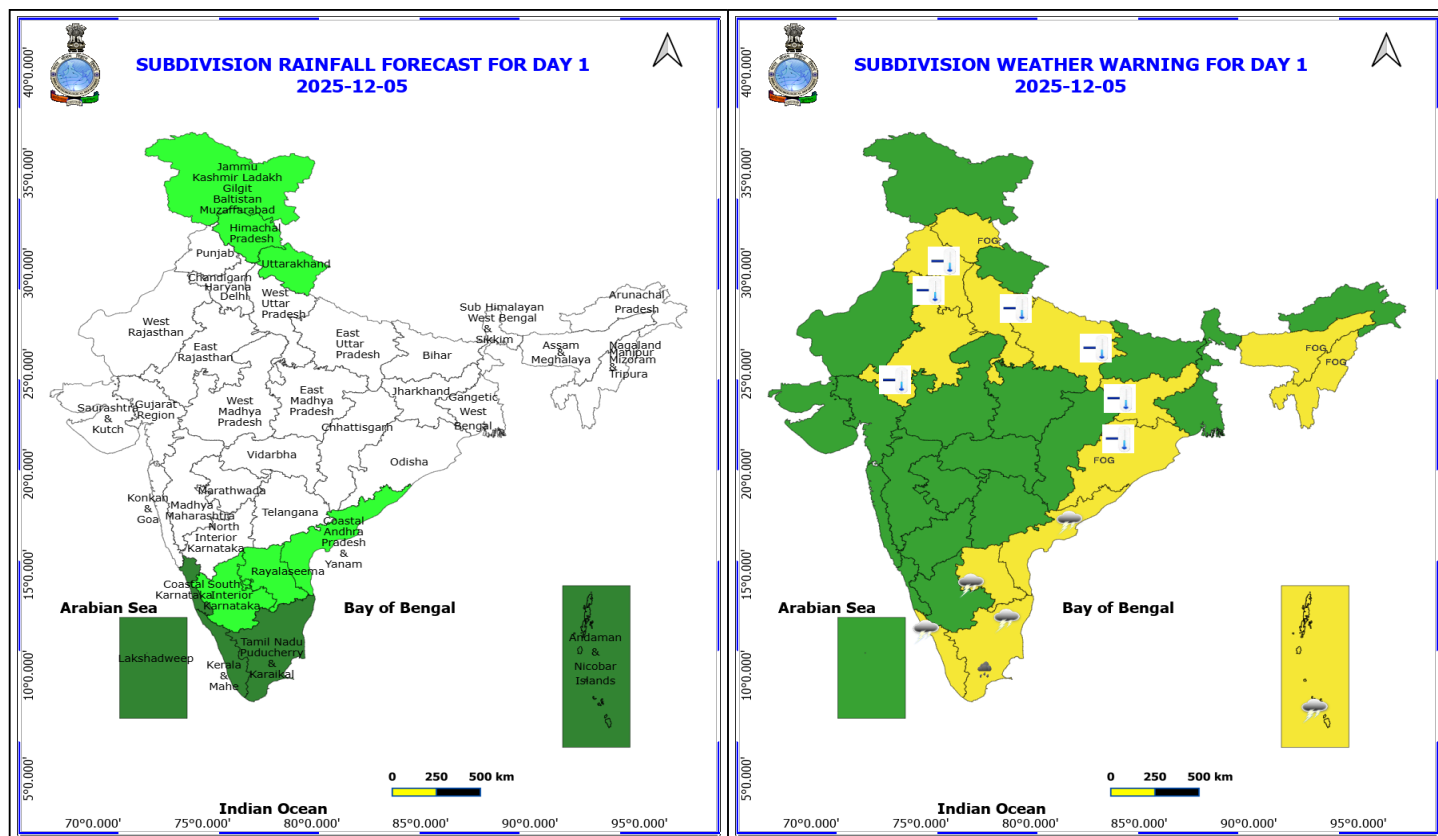 SUBDIVISION RAINFALL FORECAST FOR DAY 1
2025-12-05
40°0.000'
35°0.000'
30°0.000'
25°0.000'
20°0.000'
15°0.000'
10°0.000'
5°0.000'
Jammu
Kashmir Ladakh
Gilgit
Baltistan
Muzaffarabad
Himachal
Pradesh
Punjab
Uttarakhand
Chandigarh
Haryana
Delhi
West
Uttar
Pradesh
West
Rajasthan
East
Rajasthan
East
Uttar
Pradesh
Bihar
Sub Himalayan
West Bengal
&
Sikkim
Arunachal
Pradesh
Assam
&
Meghalaya
Nagaland
Manipur
Mizoram
&
Tripura
Saurashtra
&
Kutch
Gujarat
Region
West
Madhya
Pradesh
East
Madhya
Pradesh
Jharkhand
Gangetic
West
Bengal
Chhattisgarh
Vidarbha
Odisha
Konkan
&
Goa
Madhya
Maharashtra
Marathwada
Telangana
North
Interior
Karnataka
Coastal
Andhra
Pradesh
&
Yanam
Rayalaseema
Coastal
Karnataka
South
Interior
Karnataka
Arabian Sea
Bay of Bengal
Lakshadweep
Kerala
&
Mahe
Tamil Nadu
Puducherry
&
Karaikal
Andaman
&
Nicobar
Islands
0 250 500 km
Indian Ocean
70°0.000' 75°0.000' 80°0.000' 85°0.000' 90°0.000' 95°0.000'
SUBDIVISION WEATHER WARNING FOR DAY 1
2025-12-05
40°0.000'
35°0.000'
30°0.000'
25°0.000'
20°0.000'
15°0.000'
10°0.000'
5°0.000'
FOG
FOG
FOG
FOG
Arabian Sea
Bay of Bengal
0 250 500 km
Indian Ocean
70°0.000' 75°0.000' 80°0.000' 85°0.000' 90°0.000' 95°0.000'